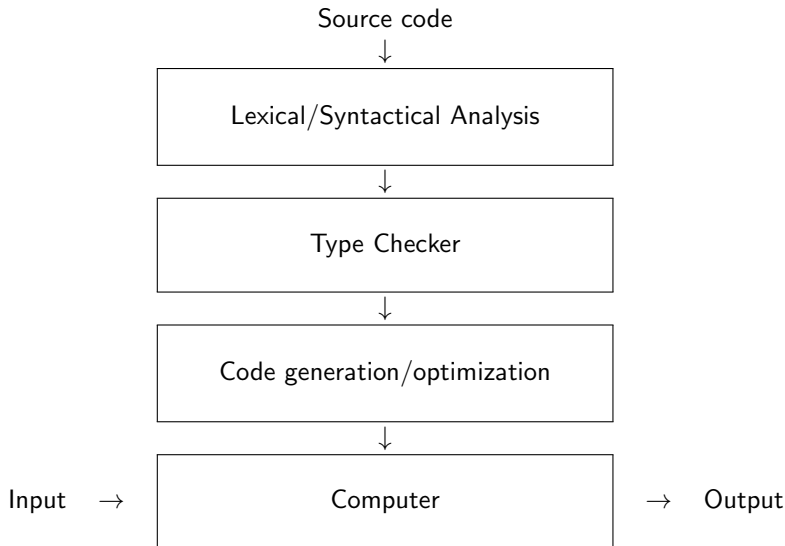 Source code
↓
Lexical/Syntactical Analysis
↓
Type Checker
↓
Code generation/optimization
↓
Input → Computer → Output